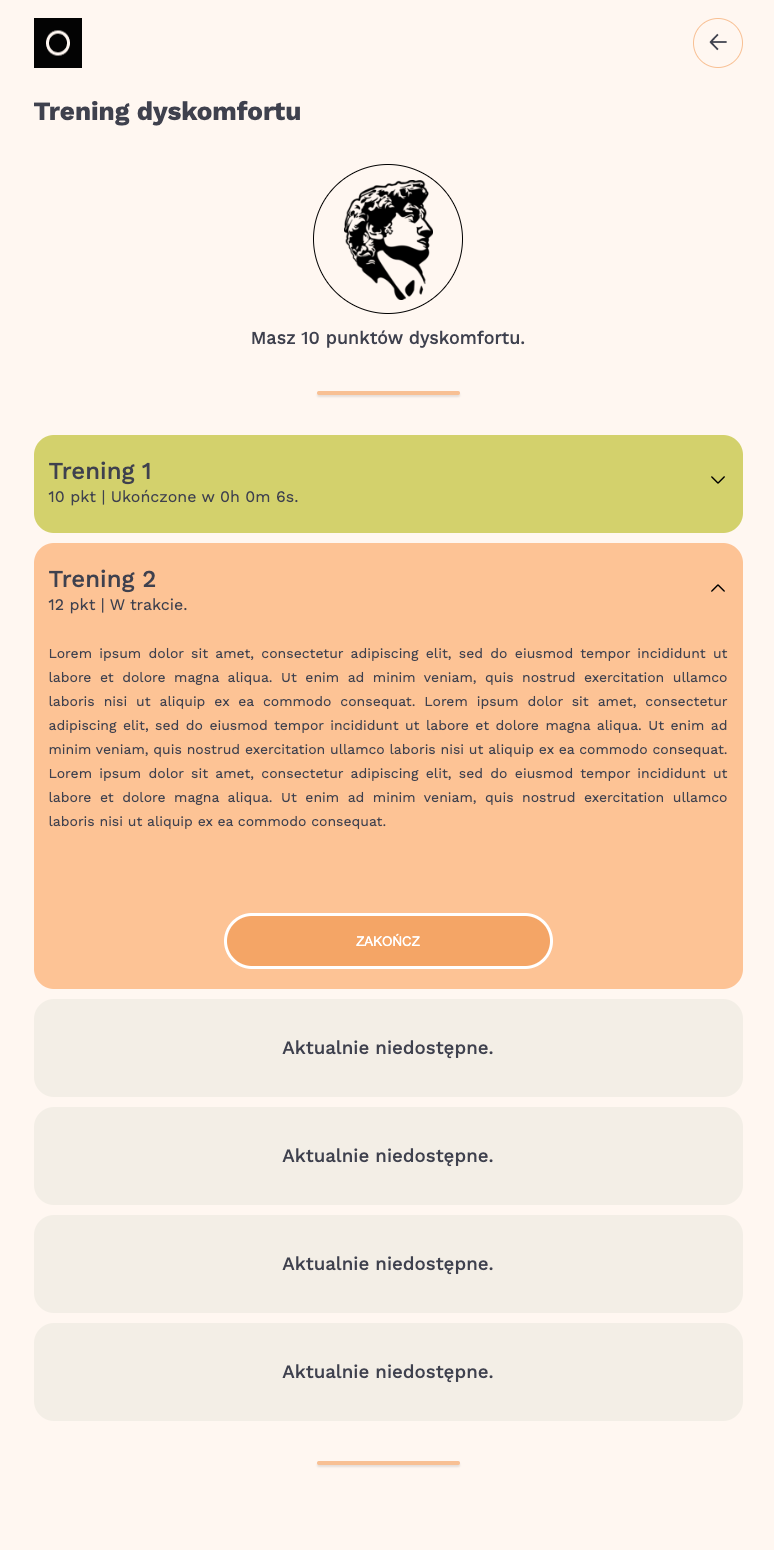 O
Trening dyskomfortu
Masz 10 punktów dyskomfortu.
Trening 1
10 pkt | Ukończone w 0h 0m 6s.
Trening 2
12 pkt | W trakcie.
Lorem ipsum dolor sit amet, consectetur adipiscing elit, sed do eiusmod tempor incididunt ut
labore et dolore magna aliqua. Ut enim ad minim veniam, quis nostrud exercitation ullamco
laboris nisi ut aliquip ex ea commodo consequat. Lorem ipsum dolor sit amet, consectetur
adipiscing elit, sed do eiusmod tempor incididunt ut labore et dolore magna aliqua. Ut enim ad
minim veniam, quis nostrud exercitation ullamco laboris nisi ut aliquip ex ea commodo consequat.
Lorem ipsum dolor sit amet, consectetur adipiscing elit, sed do eiusmod tempor incididunt ut
labore et dolore magna aliqua. Ut enim ad minim veniam, quis nostrud exercitation ullamco
laboris nisi ut aliquip ex ea commodo consequat.
ZAKOŃCZ
Aktualnie niedostępne.
Aktualnie niedostępne.
Aktualnie niedostępne.
Aktualnie niedostępne.